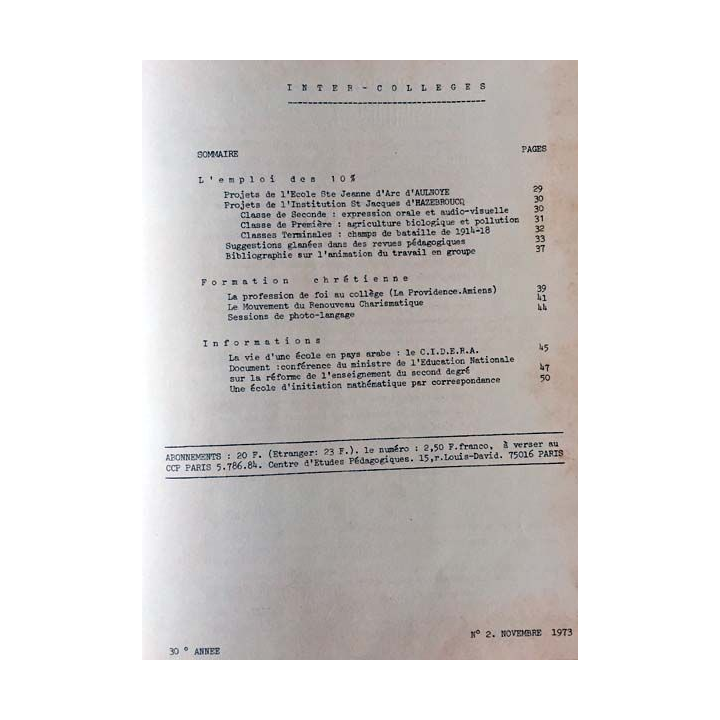 INTER-COLLEGES
SOMMAIRE PAGES
L'emploi des 10%
Projets de l'Ecole Ste Jeanne d'Arc d'AULNOYE 29
Projets de l'Institution St Jacques d'HAZEBROUCQ 30
Classe de Seconde : expression orale et audio-visuelle 30
Classe de Première : agriculture biologique et pollution 31
Classes Terminales : champs de bataille de 1914-18 32
Suggestions glanées dans des revues pédagogiques 33
Bibliographie sur l'animation du travail en groupe 37
Formation chrétienne
La profession de foi au collège (La Providence.Amiens) 39
Le Mouvement du Renouveau Charismatique 41
Sessions de photo-langage 44
Informations
La vie d'une école en pays arabe : le C.I.D.E.R.A. 45
Document :conférence du ministre de l'Education Nationale
sur la réforme de l'enseignement du second degré 47
Une école d'initiation mathématique par correspondance 50
ABONNEMENTS : 20 F. (Etranger: 23 F.). le numéro : 2,50 F.franco, à verser au
CCP PARIS 5.786.84. Centre d'Etudes Pédagogiques. 15,r.Louis-David. 75016 PARIS
N° 2. NOVEMBRE 1973
30 ° ANNEE